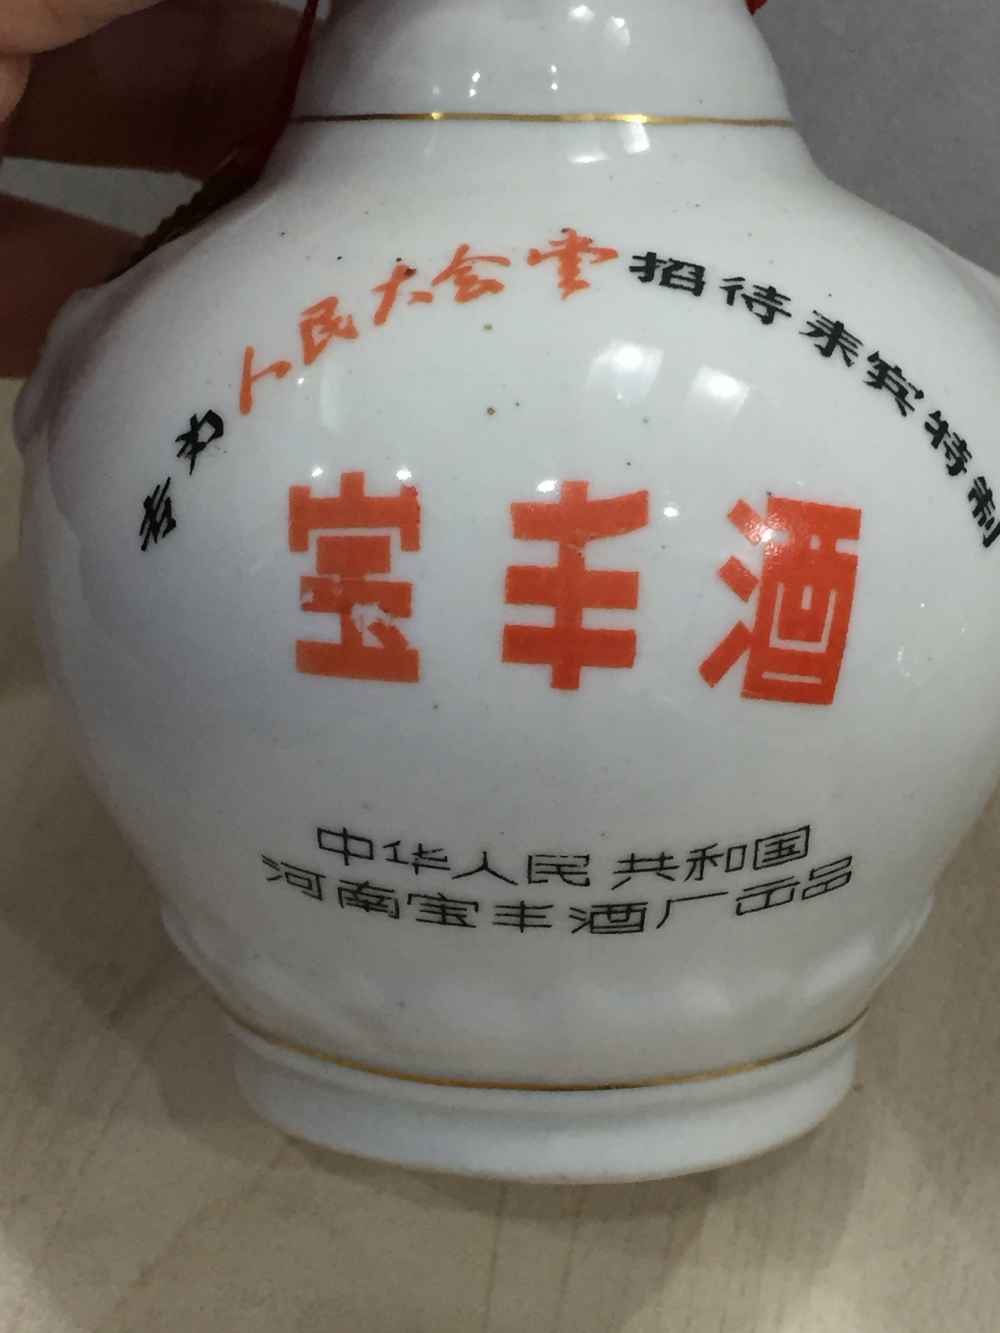 专为人民大会堂招待来宾特制
宝丰酒
中华人民共和国
河南宝丰酒厂出品